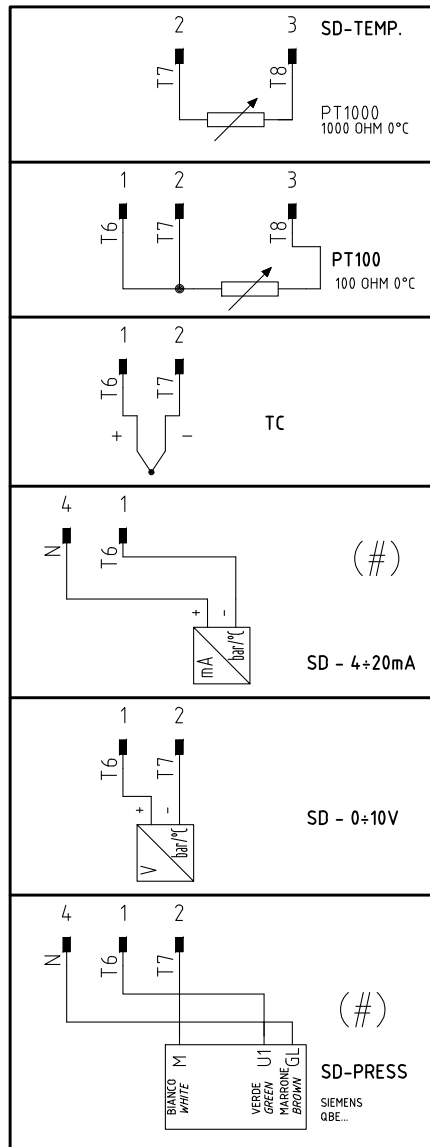 2 3 SD-TEMP.
T7 T8
PT1000
1000 OHM 0°C
1 2 3
T6 T7 T8
PT100
100 OHM 0°C
1 2
T6 T7
+ -
TC
4 1
N T6
(#)
+ -
mA bar/°C
SD - 4÷20mA
1 2
T6 T7
+ -
V bar/°C
SD - 0÷10V
4 1 2
N T6 T7
(#)
M U1 GL
BIANCO VERDE MARRONE
WHITE GREEN BROWN
SD-PRESS
SIEMENS
QBE...